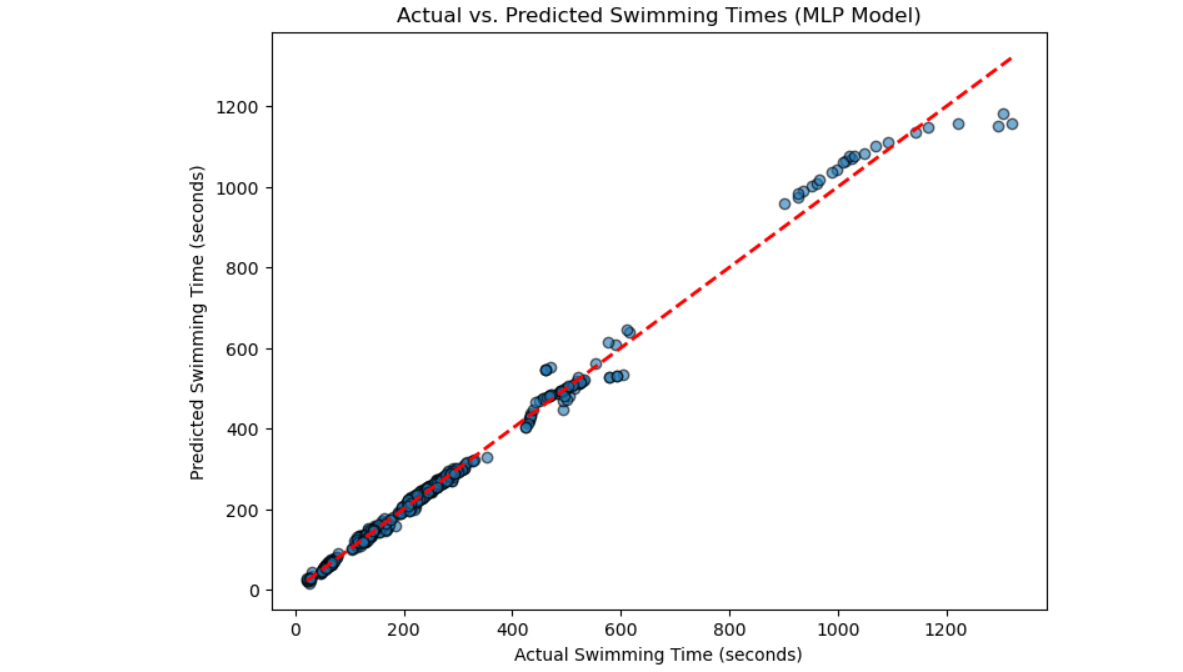 Actual vs. Predicted Swimming Times (MLP Model)
Predicted Swimming Time (seconds)
1200
1000
800
600
400
200
0
0 200 400 600 800 1000 1200
Actual Swimming Time (seconds)